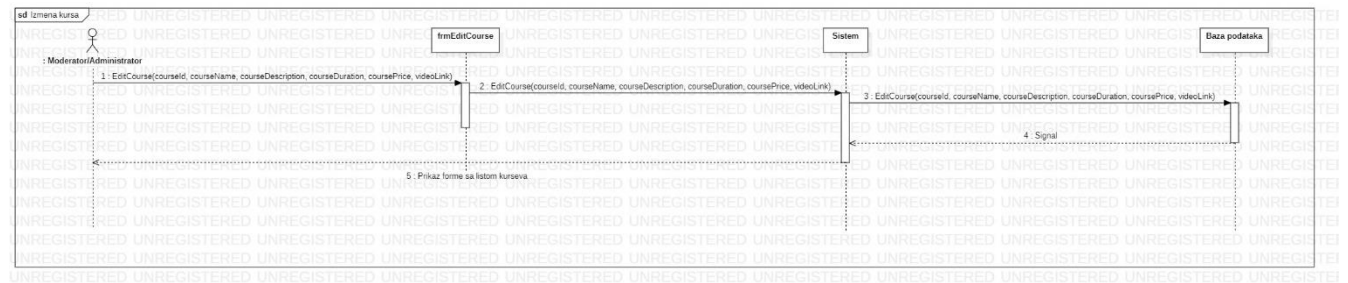 sd Izmena kursa
frmEditCourse
Sistem
Baza podataka
: Moderator/Administrator
1 : EditCourse(courseId, courseName, courseDescription, courseDuration, coursePrice, videoLink)
2 : EditCourse(courseId, courseName, courseDescription, courseDuration, coursePrice, videoLink)
3 : EditCourse(courseId, courseName, courseDescription, courseDuration, coursePrice, videoLink)
4 : Signal
5 : Prikaz forme sa listom kurseva
UNREGISTERED